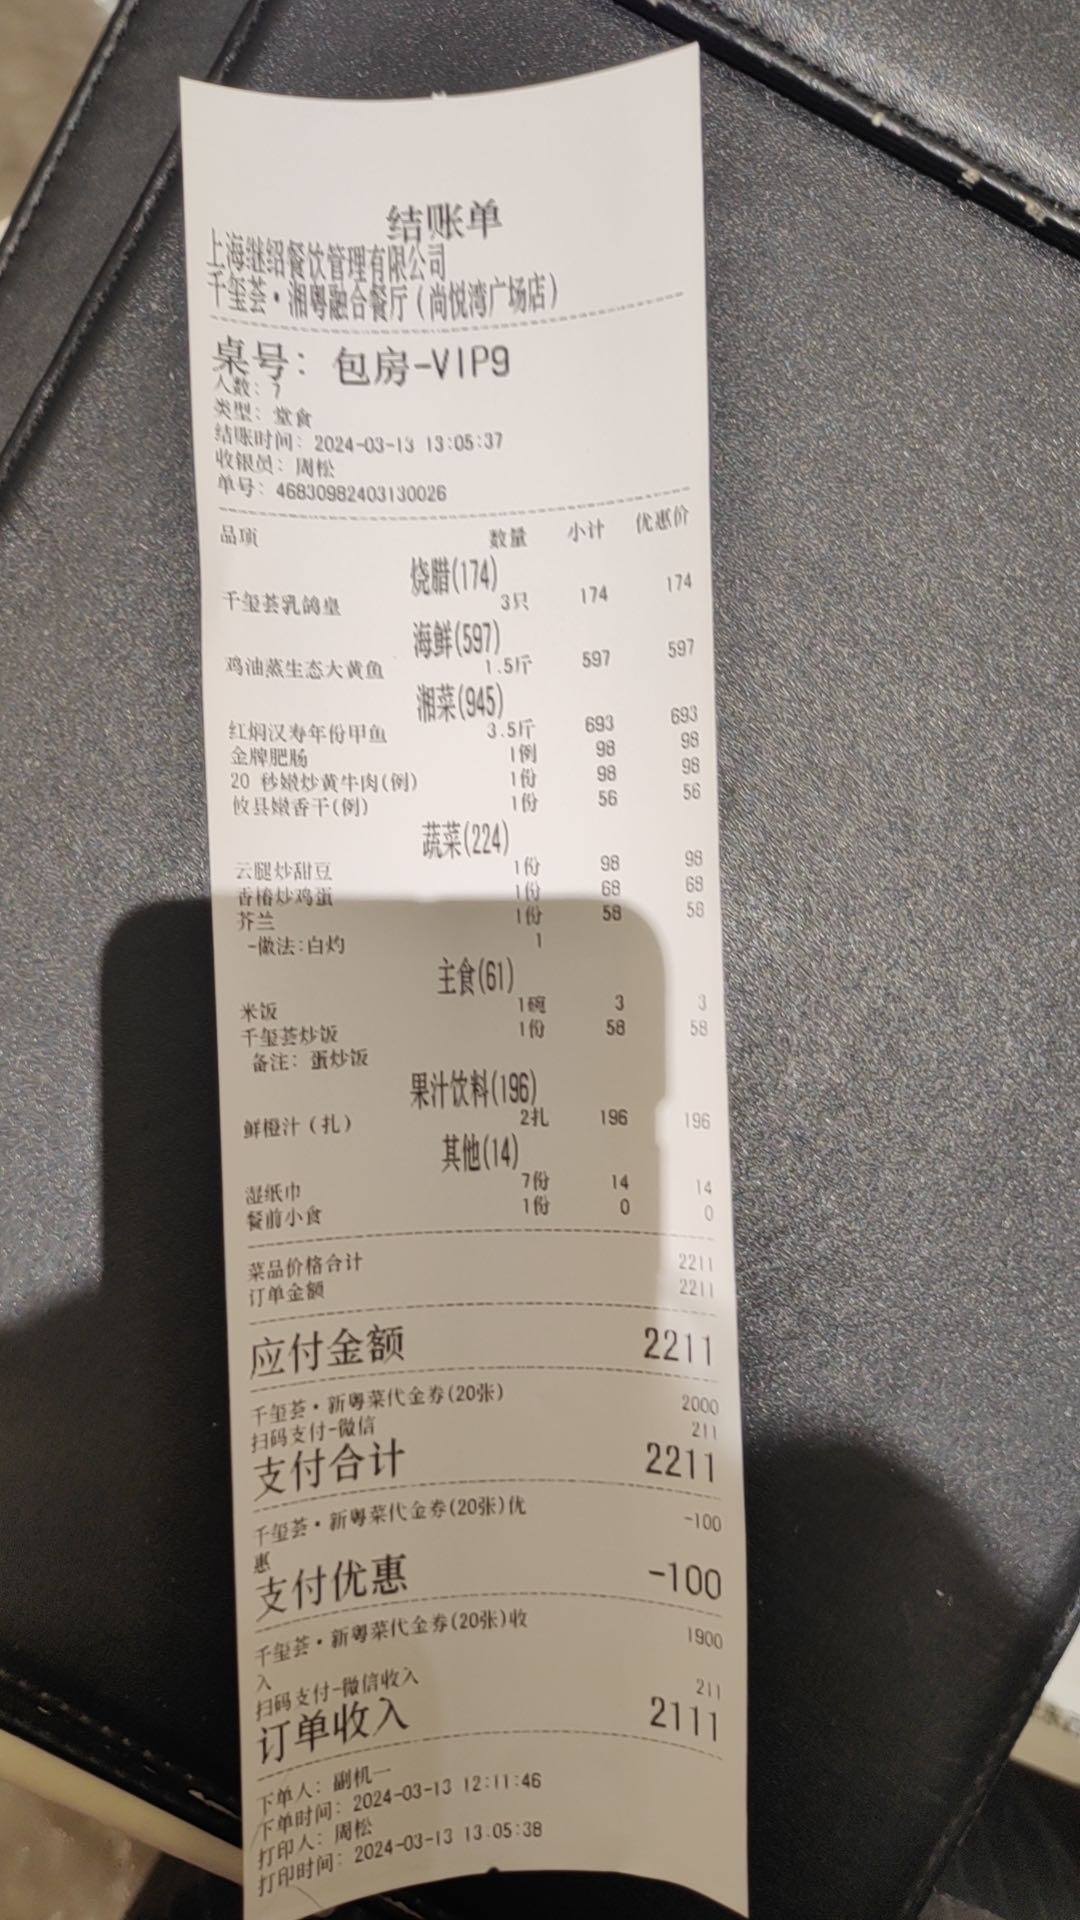 结账单
上海继绍餐饮管理有限公司
千玺荟·湘粤融合餐厅(尚悦湾广场店)
桌号: 包房-VIP9
人数: 7
类型: 堂食
结账时间: 2024-03-13 13:05:37
收银员: 周松
单号: 46830982403130026
品项 数量 小计 优惠价
烧腊(174)
千玺荟乳鸽皇 3只 174 174
海鲜(597)
鸡油蒸生态大黄鱼 1.5斤 597 597
湘菜(945)
红焖汉寿年份甲鱼 3.5斤 693 693
金牌肥肠 1例 98 98
20 秒嫩炒黄牛肉(例) 1份 98 98
攸县嫩香干(例) 1份 56 56
蔬菜(224)
云腿炒甜豆 1份 98 98
香椿炒鸡蛋 1份 68 68
芥兰 1份 58 58
-做法:白灼 1
主食(61)
米饭 1碗 3 3
千玺荟炒饭 1份 58 58
备注: 蛋炒饭
果汁饮料(196)
鲜橙汁(扎) 2扎 196 196
其他(14)
湿纸巾 7份 14 14
餐前小食 1份 0 0
菜品价格合计 2211
订单金额 2211
应付金额 2211
千玺荟·新粤菜代金券(20张) 2000
扫码支付-微信 211
支付合计 2211
千玺荟·新粤菜代金券(20张)优 -100
惠
支付优惠 -100
千玺荟·新粤菜代金券(20张)收 1900
入
扫码支付-微信收入 211
订单收入 2111
下单人: 副机一
下单时间: 2024-03-13 12:11:46
打印人: 周松
打印时间: 2024-03-13 13:05:38